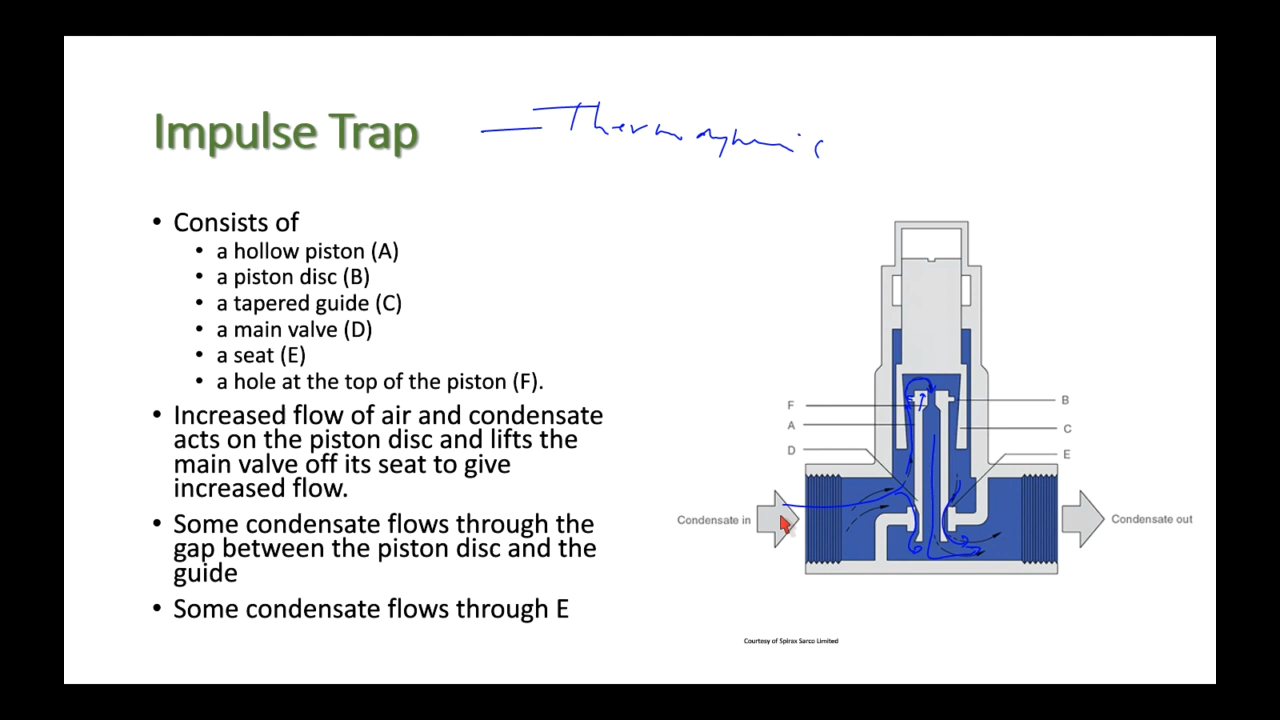 Impulse Trap
Thermodynamic
• Consists of
• a hollow piston (A)
• a piston disc (B)
• a tapered guide (C)
• a main valve (D)
• a seat (E)
• a hole at the top of the piston (F).
• Increased flow of air and condensate
acts on the piston disc and lifts the
main valve off its seat to give
increased flow.
• Some condensate flows through the
gap between the piston disc and the
guide
• Some condensate flows through E
F
A
D
B
C
E
Condensate in
Condensate out
Courtesy of Spirax Sarco Limited